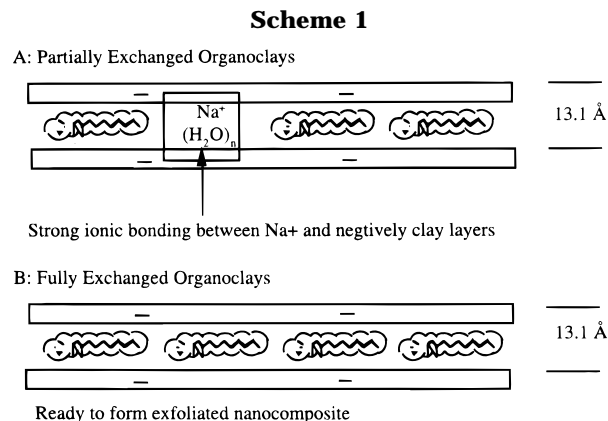 Scheme 1
A: Partially Exchanged Organoclays
Na⁺
(H₂O)ₙ
13.1 Å
Strong ionic bonding between Na+ and negtively clay layers
B: Fully Exchanged Organoclays
13.1 Å
Ready to form exfoliated nanocomposite